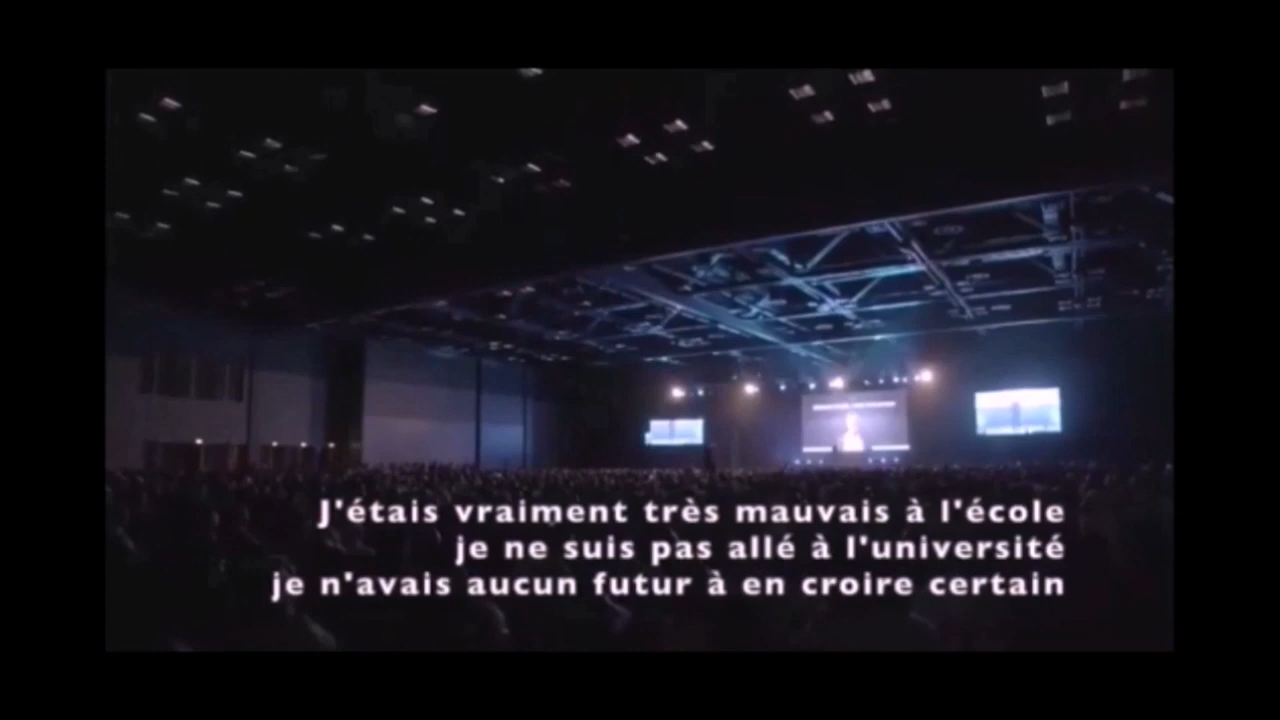 J'étais vraiment très mauvais à l'école
je ne suis pas allé à l'université
je n'avais aucun futur à en croire certain